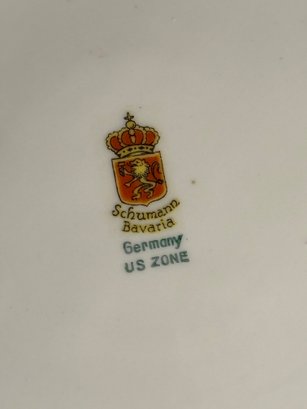 Schumann
Bavaria
Germany
US ZONE